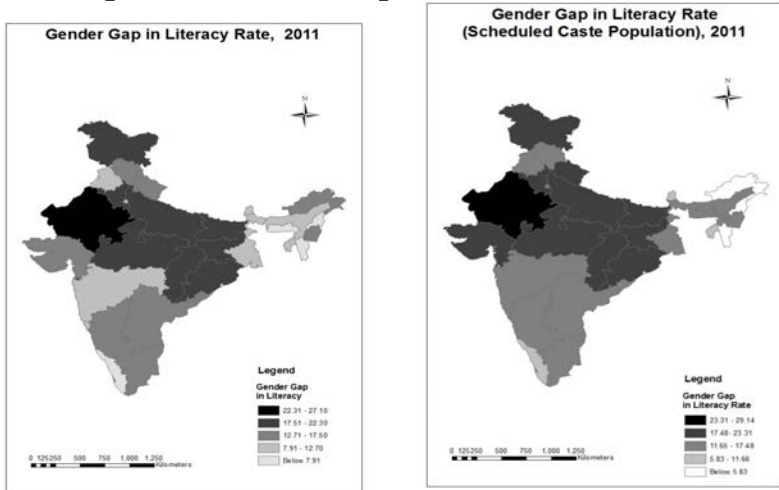 Gender Gap in Literacy Rate, 2011
N
Legend
Gender Gap
in Literacy
22.31 - 27.10
17.51 - 22.30
12.71 - 17.50
7.91 - 12.70
Below 7.91
0 125250 500 750 1,000 1,250
Kilometers
Gender Gap in Literacy Rate
(Scheduled Caste Population), 2011
N
Legend
Gender Gap
in Literacy Rate
23.31 - 29.14
17.48- 23.31
11.65 - 17.48
5.83 - 11.66
Below 5.83
0 125250 500 750 1,000 1,250
Kilometers